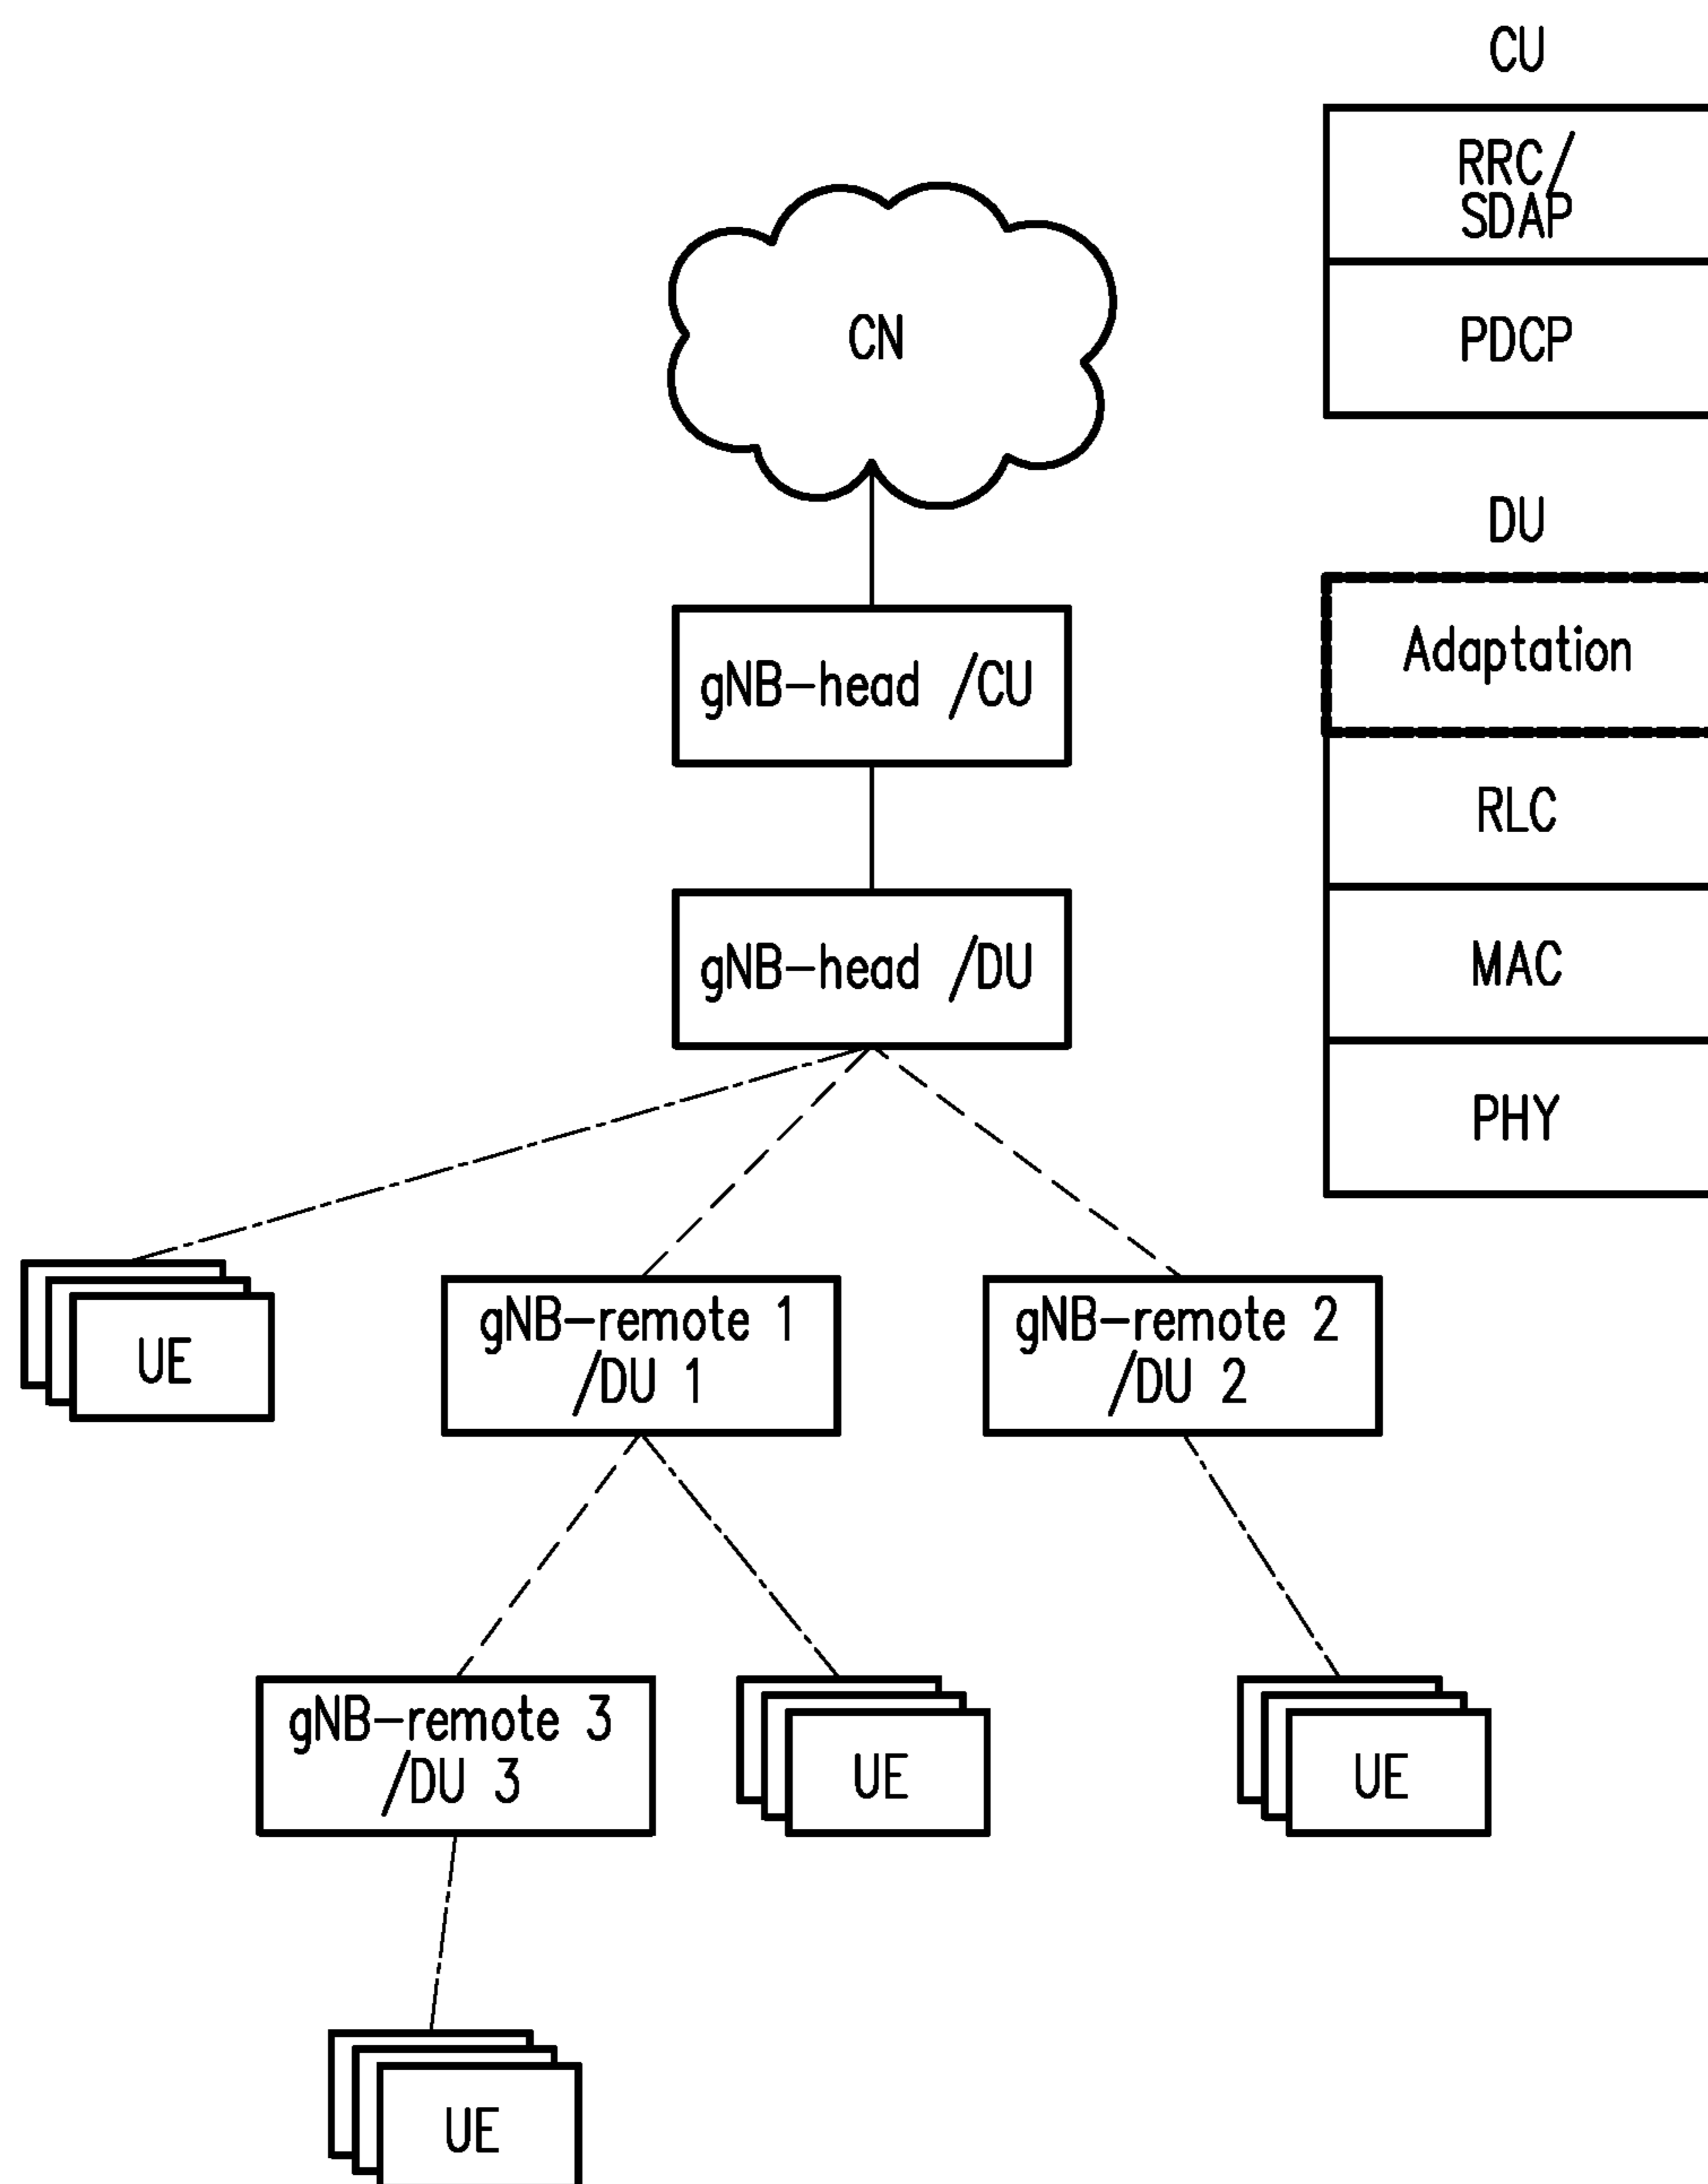 CU
RRC/
SDAP
PDCP
CN
DU
Adaptation
RLC
MAC
PHY
gNB-head /CU
gNB-head /DU
UE
gNB-remote 1
/DU 1
gNB-remote 2
/DU 2
gNB-remote 3
/DU 3
UE
UE
UE